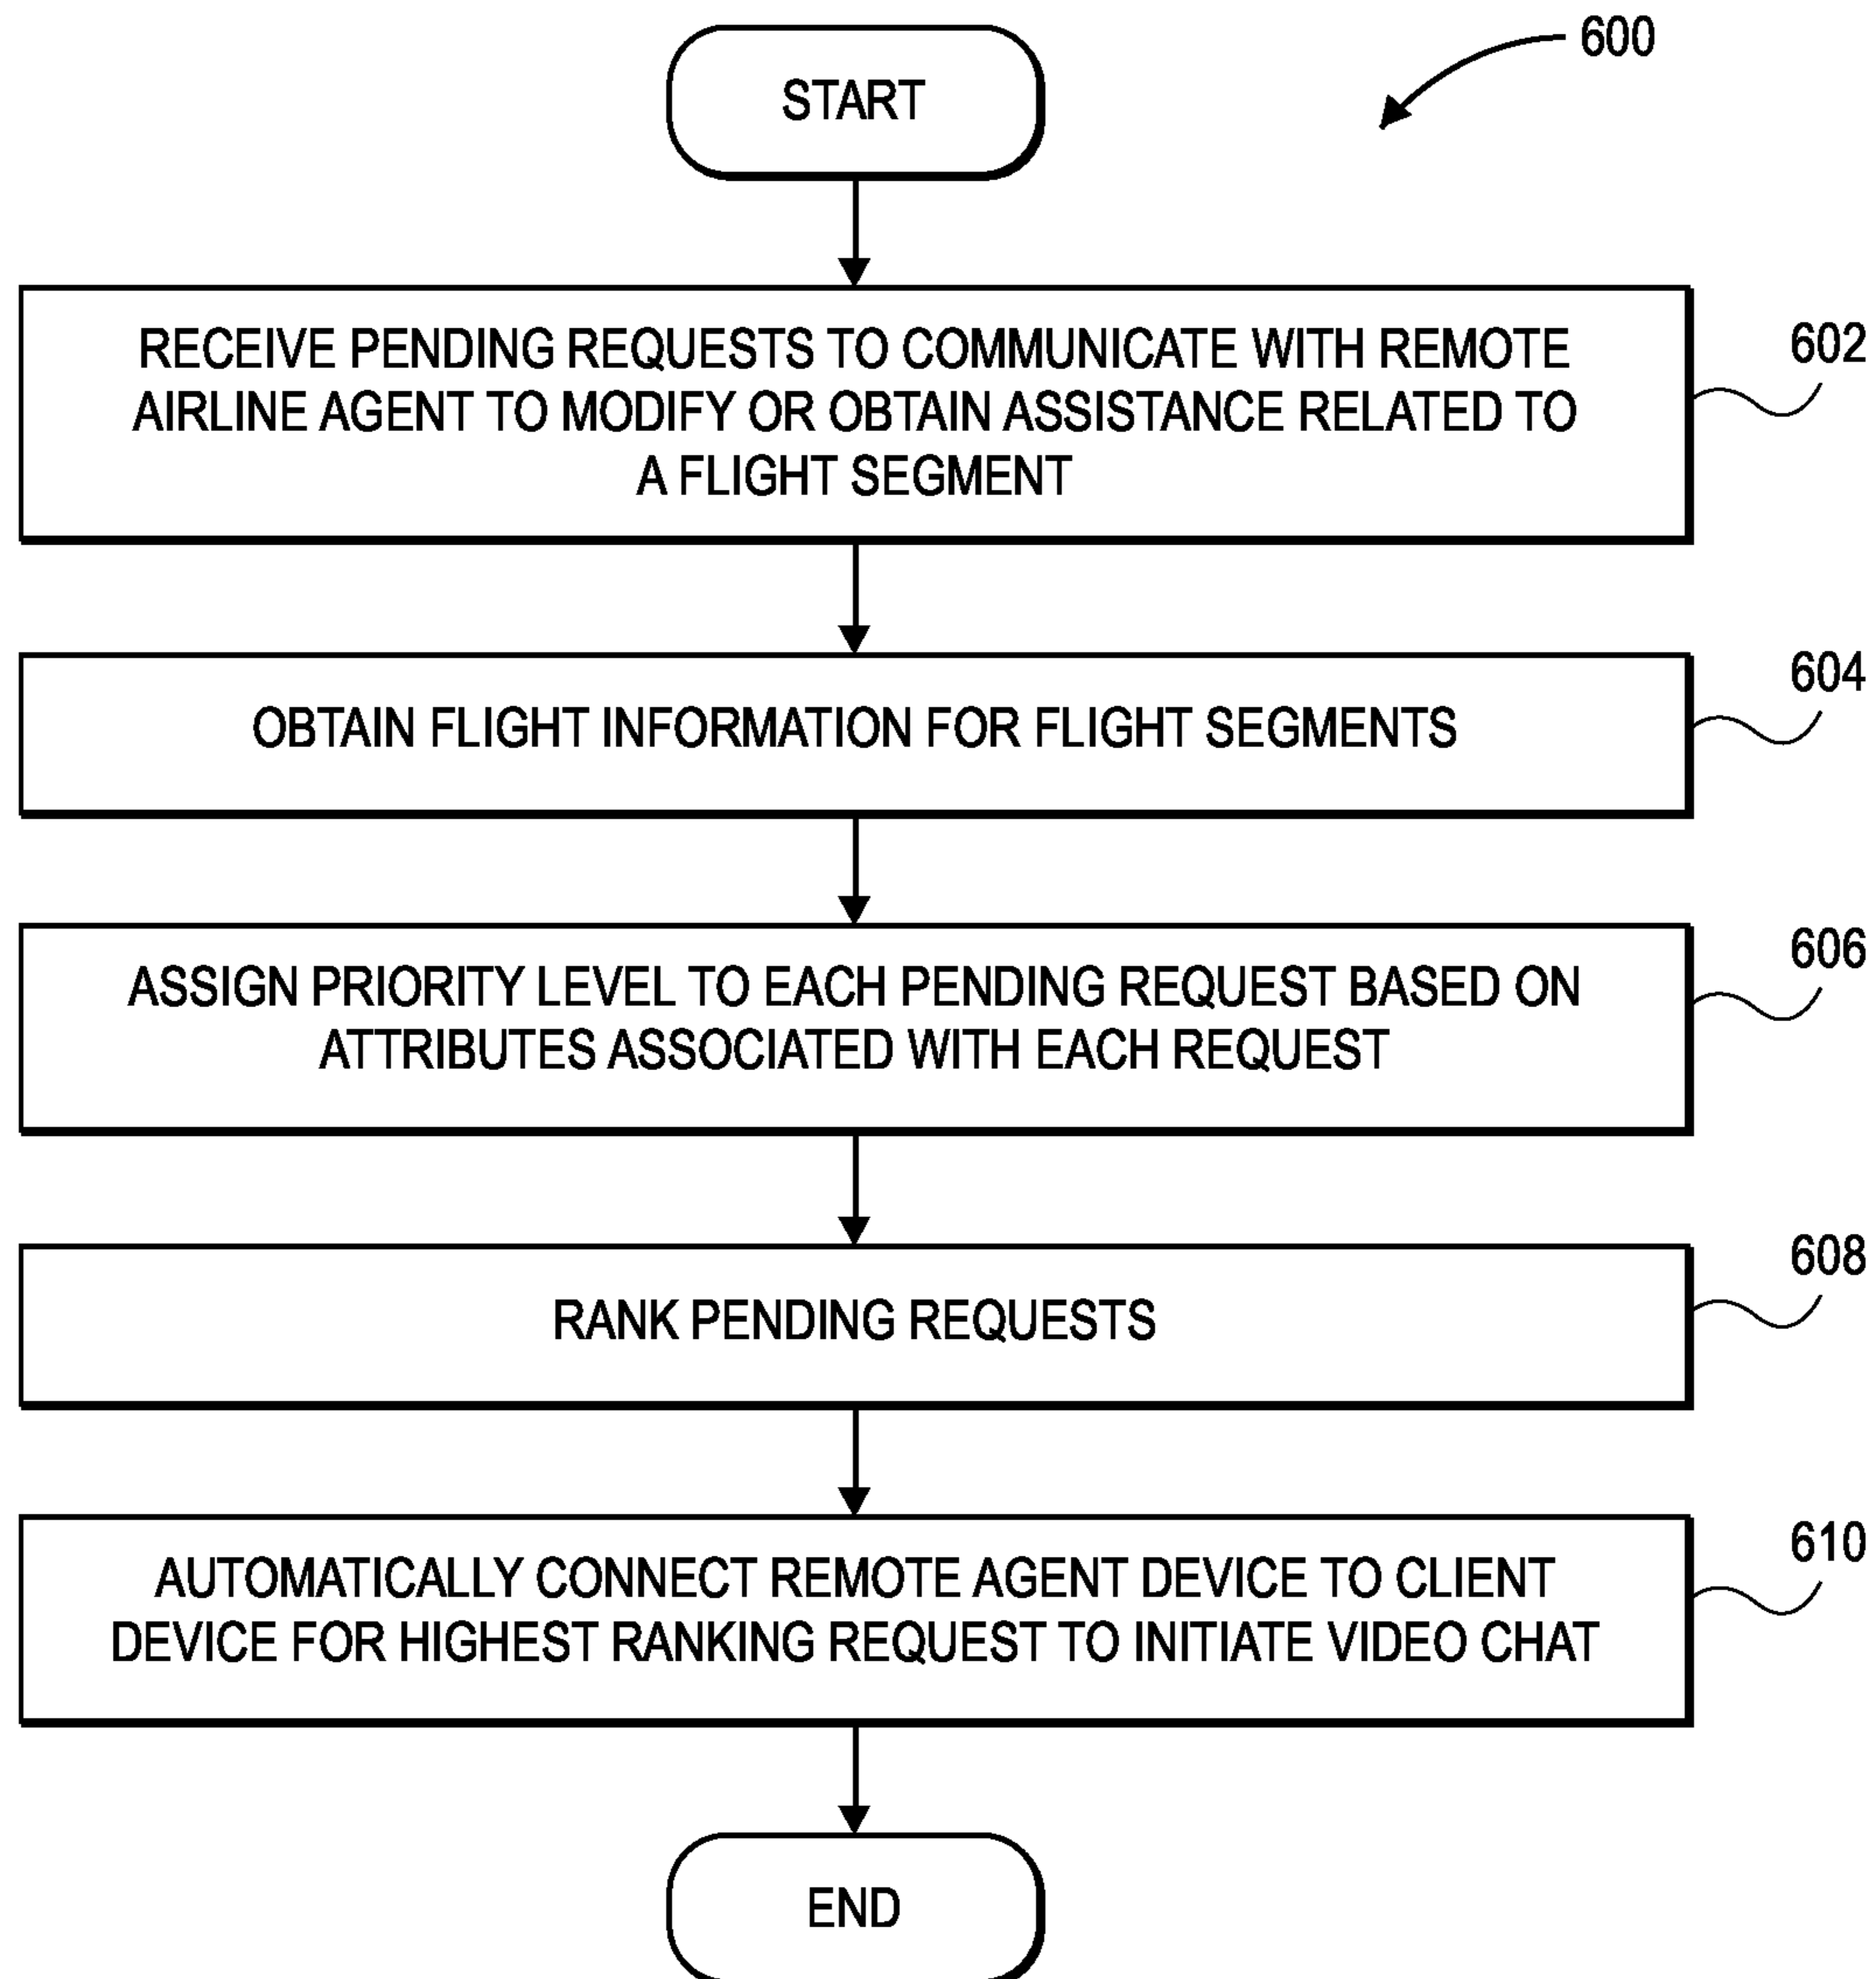 START
600
RECEIVE PENDING REQUESTS TO COMMUNICATE WITH REMOTE
AIRLINE AGENT TO MODIFY OR OBTAIN ASSISTANCE RELATED TO
A FLIGHT SEGMENT
602
OBTAIN FLIGHT INFORMATION FOR FLIGHT SEGMENTS
604
ASSIGN PRIORITY LEVEL TO EACH PENDING REQUEST BASED ON
ATTRIBUTES ASSOCIATED WITH EACH REQUEST
606
RANK PENDING REQUESTS
608
AUTOMATICALLY CONNECT REMOTE AGENT DEVICE TO CLIENT
DEVICE FOR HIGHEST RANKING REQUEST TO INITIATE VIDEO CHAT
610
END